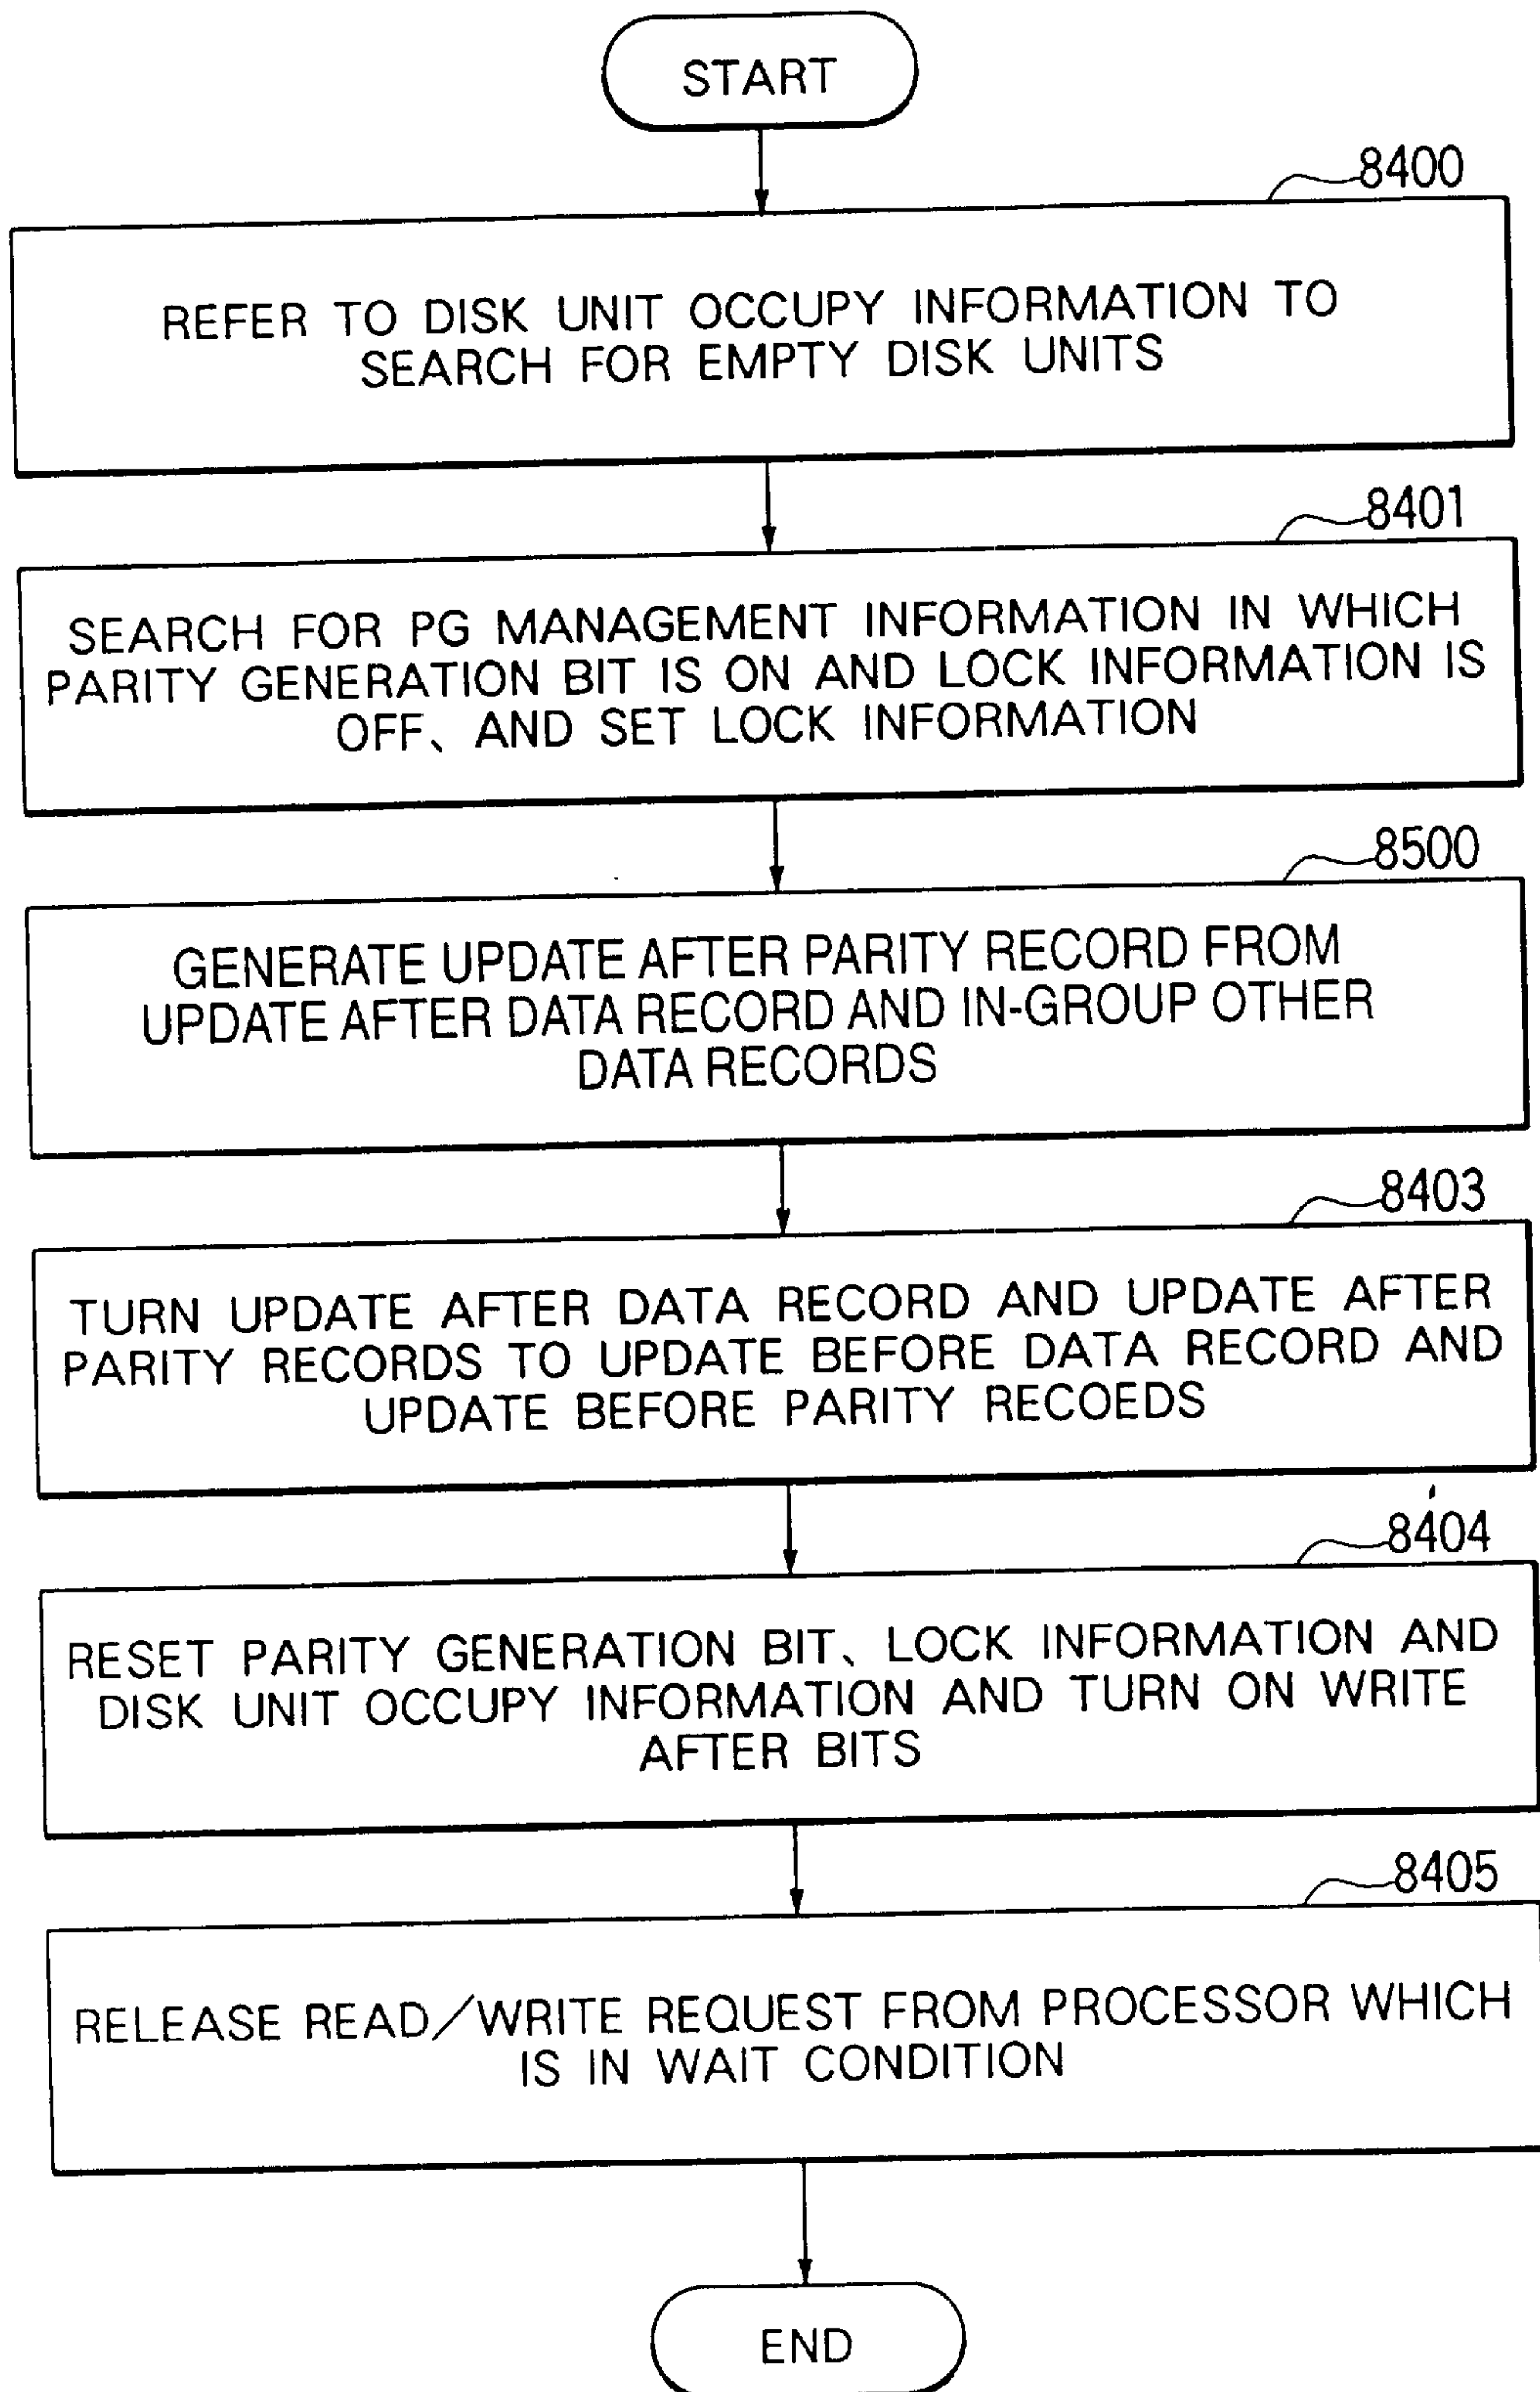 START
8400
REFER TO DISK UNIT OCCUPY INFORMATION TO
SEARCH FOR EMPTY DISK UNITS
8401
SEARCH FOR PG MANAGEMENT INFORMATION IN WHICH
PARITY GENERATION BIT IS ON AND LOCK INFORMATION IS
OFF、AND SET LOCK INFORMATION
8500
GENERATE UPDATE AFTER PARITY RECORD FROM
UPDATE AFTER DATA RECORD AND IN-GROUP OTHER
DATA RECORDS
8403
TURN UPDATE AFTER DATA RECORD AND UPDATE AFTER
PARITY RECORDS TO UPDATE BEFORE DATA RECORD AND
UPDATE BEFORE PARITY RECOEDS
8404
RESET PARITY GENERATION BIT、LOCK INFORMATION AND
DISK UNIT OCCUPY INFORMATION AND TURN ON WRITE
AFTER BITS
8405
RELEASE READ/WRITE REQUEST FROM PROCESSOR WHICH
IS IN WAIT CONDITION
END